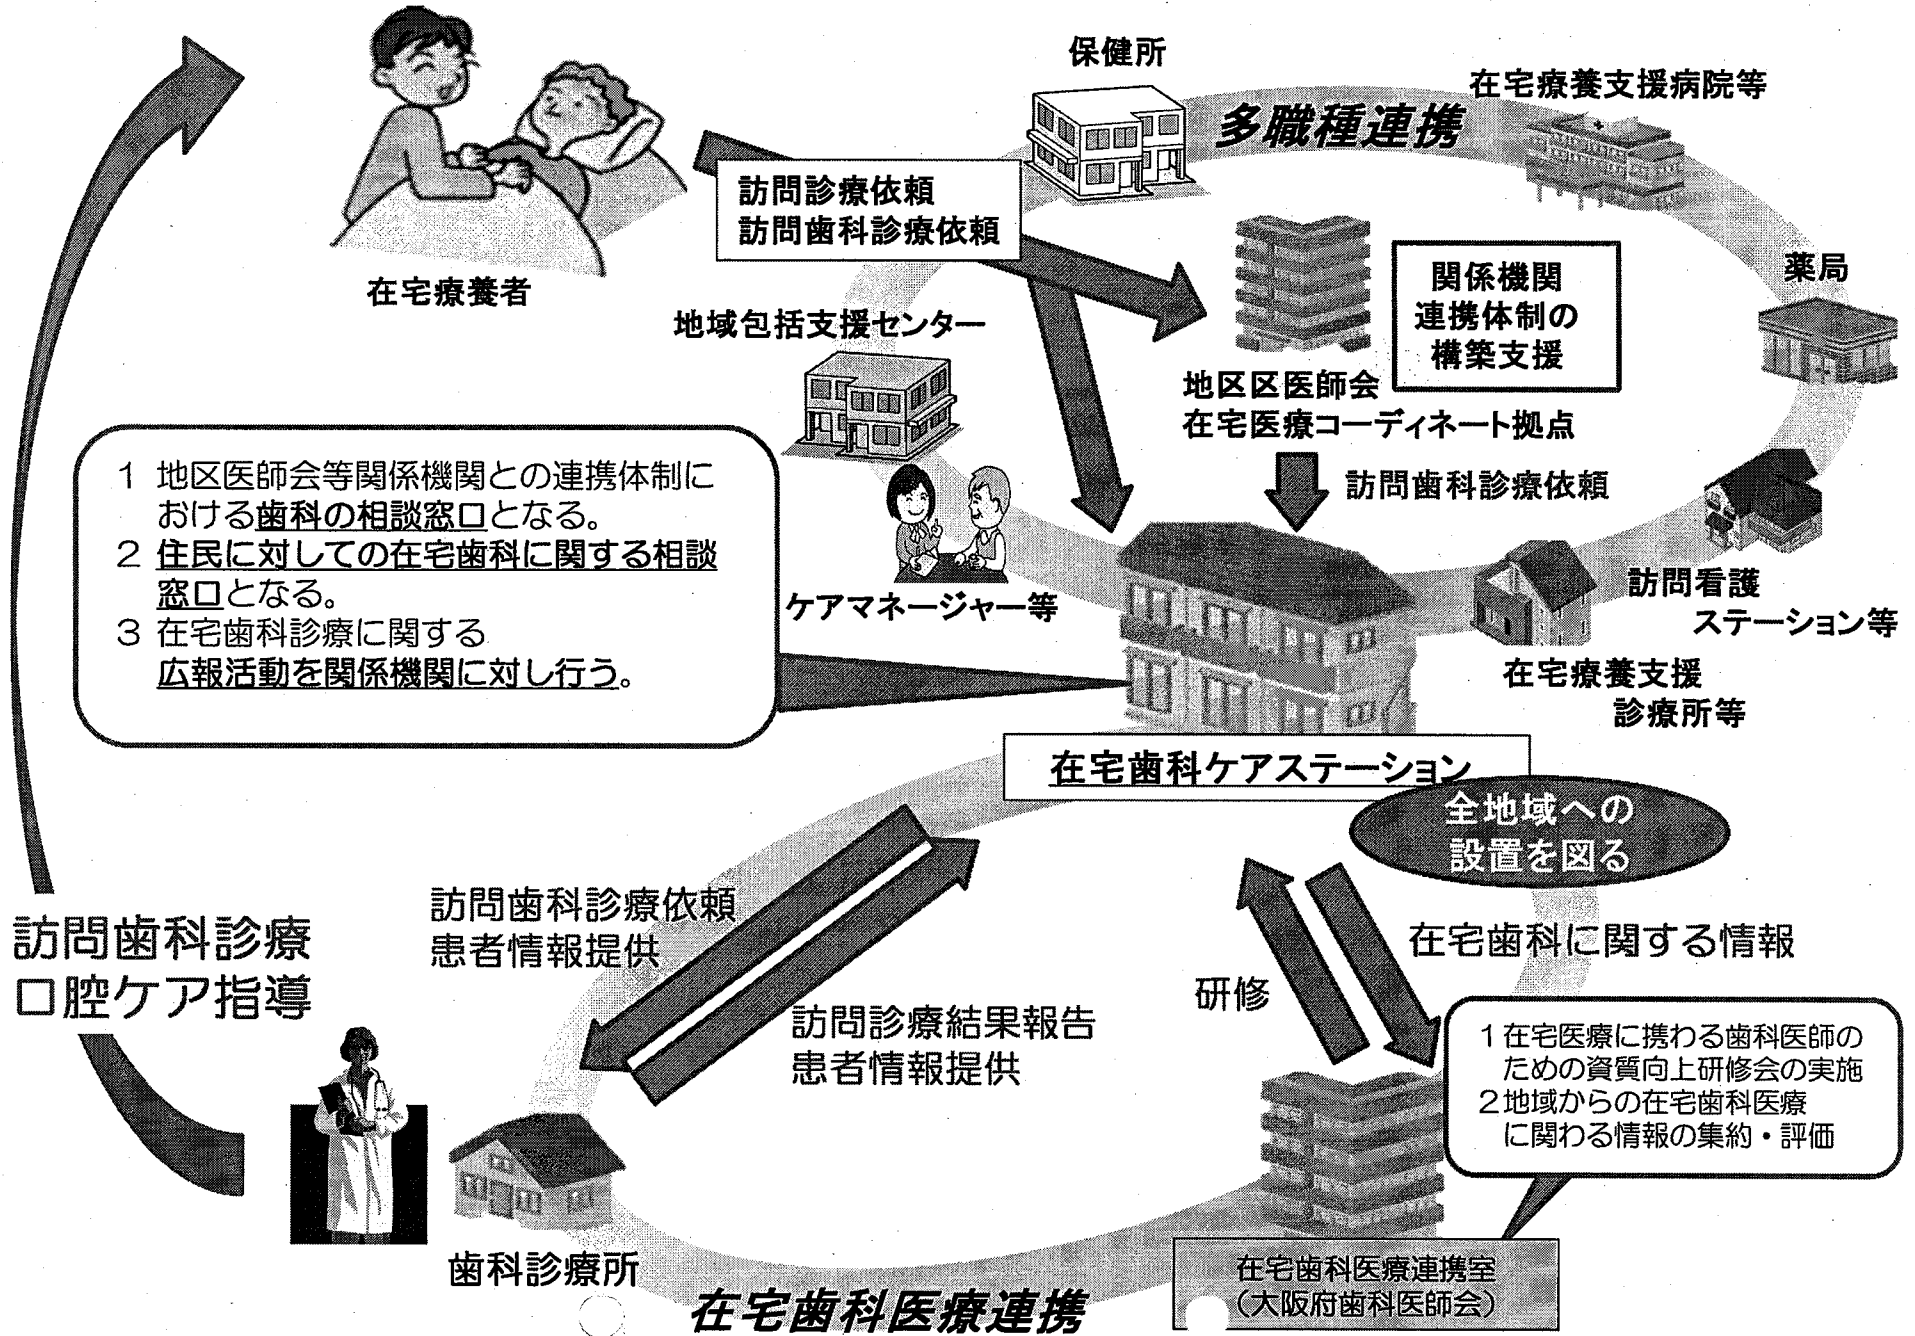 保健所
在宅療養支援病院等
多職種連携
訪問診療依頼
訪問歯科診療依頼
在宅療養者
関係機関
連携体制の
構築支援
薬局
地域包括支援センター
地区区医師会
在宅医療コーディネート拠点
訪問歯科診療依頼
1 地区医師会等関係機関との連携体制に
おける歯科の相談窓口となる。
2 住民に対しての在宅歯科に関する相談
窓口となる。
3 在宅歯科診療に関する
広報活動を関係機関に対し行う。
ケアマネージャー等
訪問看護
ステーション等
在宅療養支援
診療所等
在宅歯科ケアステーション
全地域への
設置を図る
訪問歯科診療依頼
患者情報提供
訪問歯科診療
口腔ケア指導
在宅歯科に関する情報
研修
訪問診療結果報告
患者情報提供
1在宅医療に携わる歯科医師の
ための資質向上研修会の実施
2地域からの在宅歯科医療
に関わる情報の集約・評価
歯科診療所
在宅歯科医療連携室
（大阪府歯科医師会）
在宅歯科医療連携